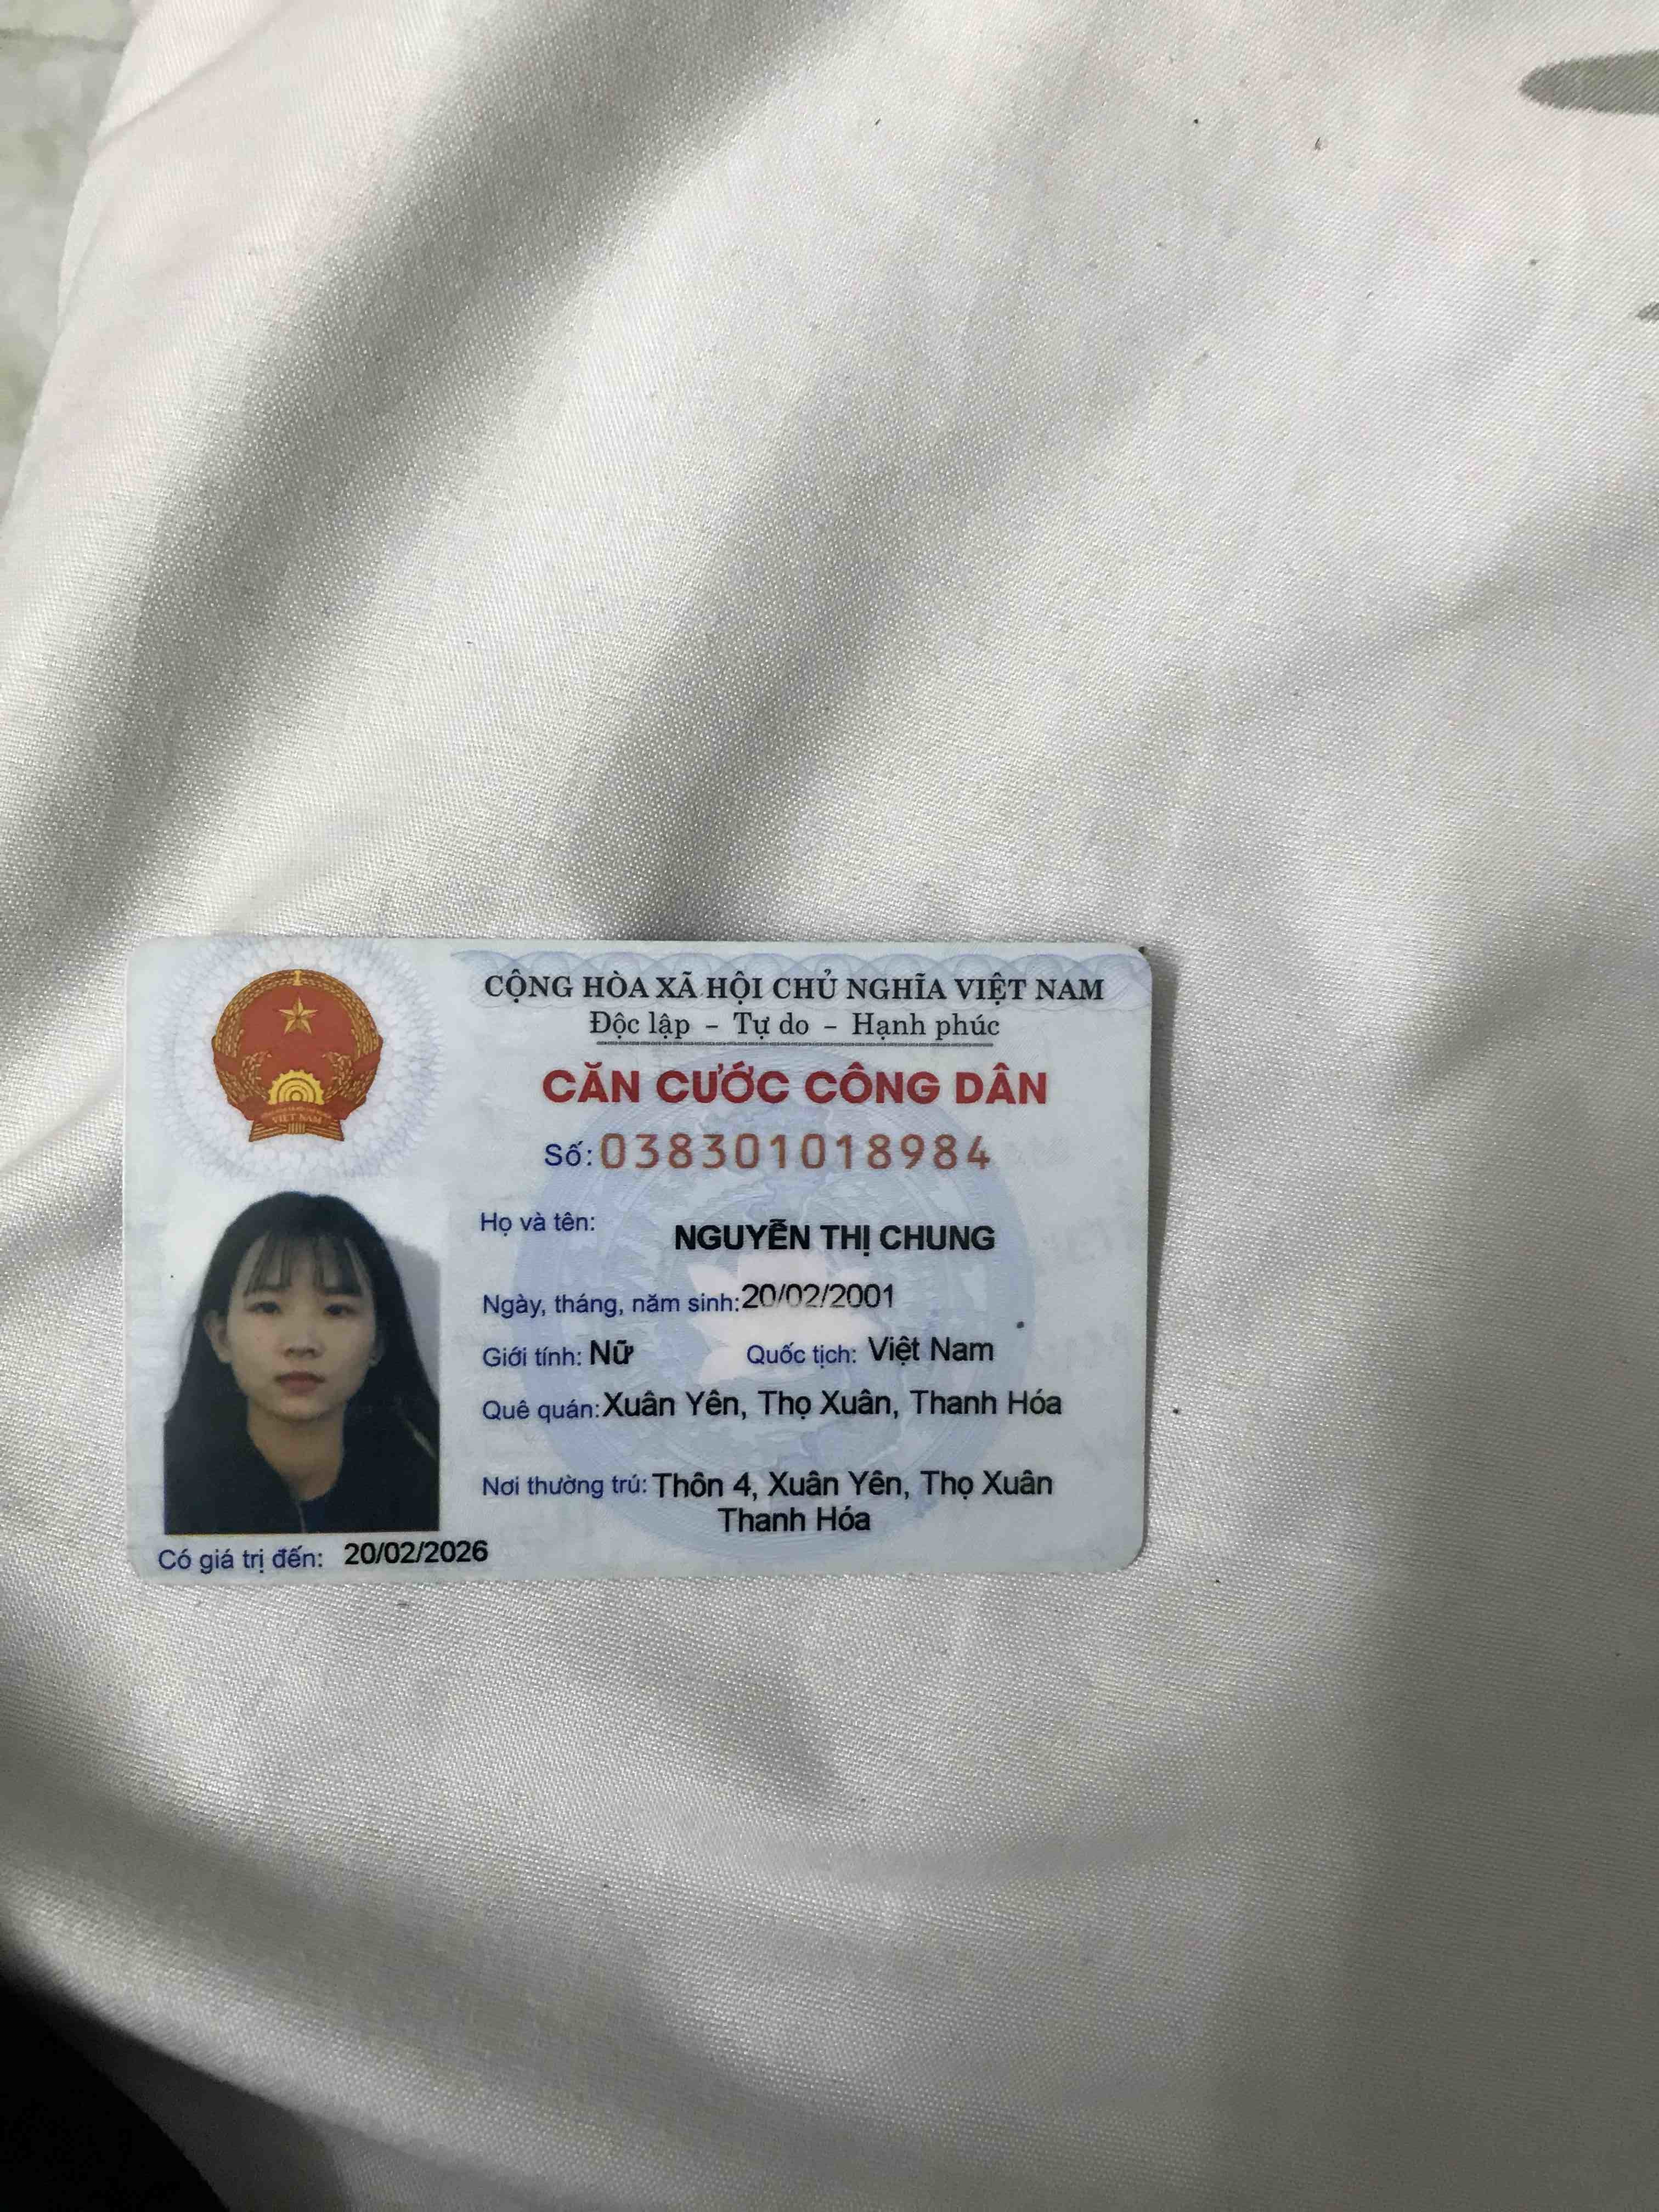 CỘNG HÒA XÃ HỘI CHỦ NGHĨA VIỆT NAM
Độc lập - Tự do - Hạnh phúc
CĂN CƯỚC CÔNG DÂN
Số: 038301018984
Họ và tên: NGUYỄN THỊ CHUNG
Ngày, tháng, năm sinh: 20/02/2001
Giới tính: Nữ Quốc tịch: Việt Nam
Quê quán: Xuân Yên, Thọ Xuân, Thanh Hóa
Nơi thường trú: Thôn 4, Xuân Yên, Thọ Xuân
Thanh Hóa
Có giá trị đến: 20/02/2026
VIỆT NAM